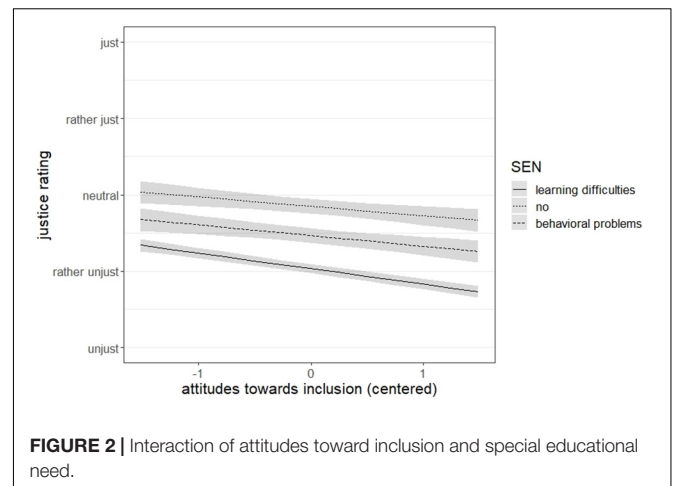 just
rather just
neutral
rather unjust
unjust
justice rating
-1
0
1
attitudes towards inclusion (centered)
SEN
learning difficulties
no
behavioral problems
FIGURE 2 | Interaction of attitudes toward inclusion and special educational
need.